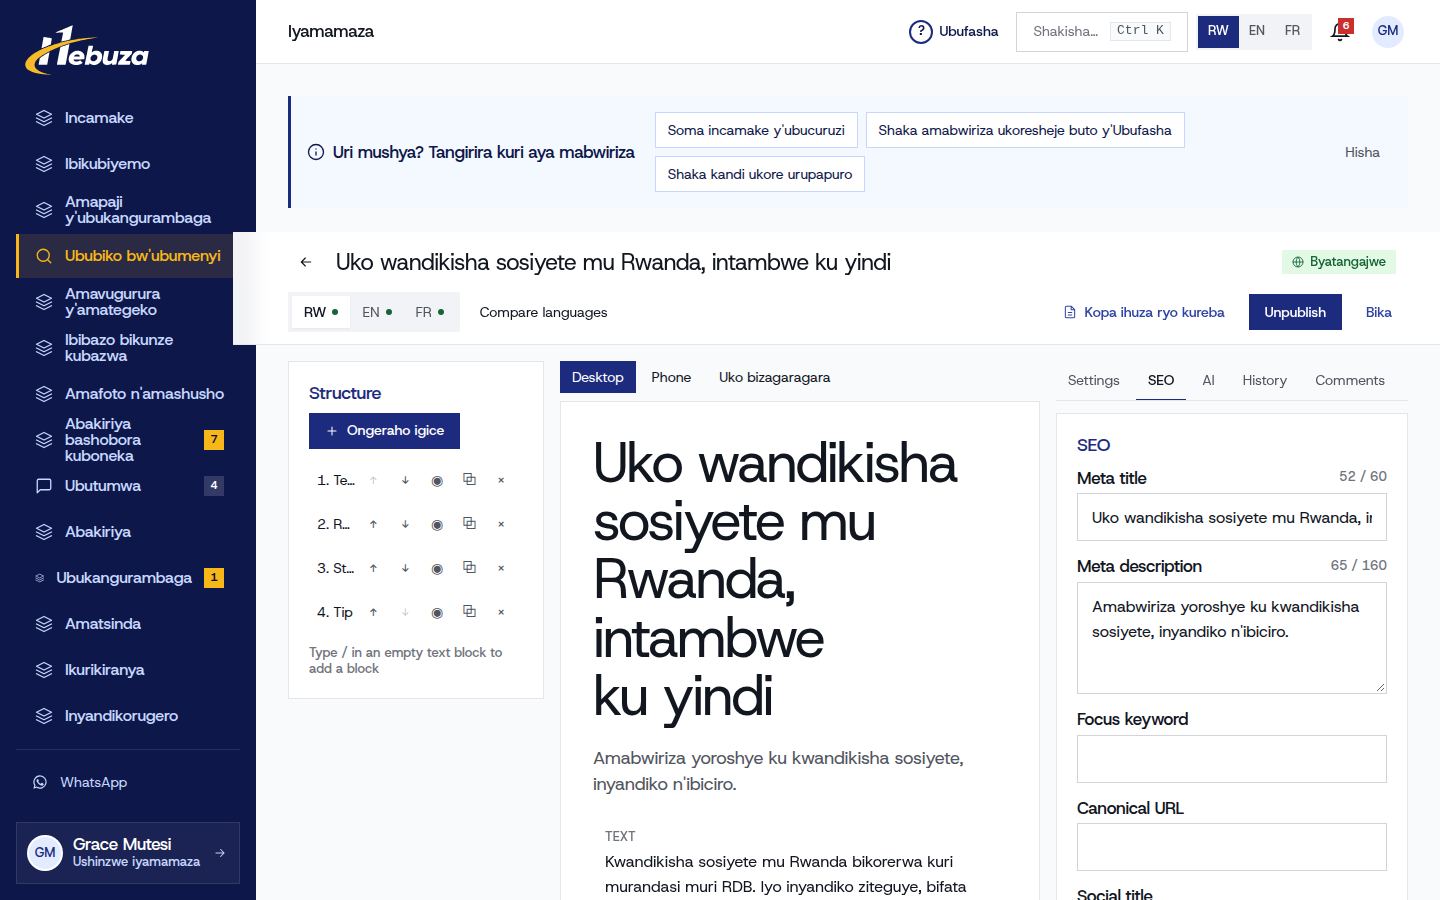 Hebuza
Iyamamaza
Ubufasha
Shakisha... Ctrl K
RW EN FR
6
GM
Incamake
Ibikubiyemo
Amapaji
y'ubukangurambaga
Ububiko bw'ubumenyi
Amavugurura
y'amategeko
Ibibazo bikunze
kubazwa
Amafoto n'amashusho
Abakiriya
bashobora
kuboneka
7
Ubutumwa 4
Abakiriya
Ubukangurambaga 1
Amatsinda
Ikurikiranya
Inyandikorugero
WhatsApp
GM
Grace Mutesi
Ushinzwe iyamamaza
Uri mushya? Tangirira kuri aya mabwiriza
Soma incamake y'ubucuruzi
Shaka amabwiriza ukoresheje buto y'Ubufasha
Shaka kandi ukore urupapuro
Hisha
Uko wandikisha sosiyete mu Rwanda, intambwe ku yindi
Byatangajwe
RW EN FR
Compare languages
Kopa ihuza ryo kureba
Unpublish
Bika
Structure
+ Ongeraho igice
1. Te...
2. R...
3. St...
4. Tip
Type / in an empty text block to
add a block
Desktop Phone Uko bizagaragara
Uko wandikisha
sosiyete mu
Rwanda,
intambwe
ku yindi
Amabwiriza yoroshye ku kwandikisha sosiyete,
inyandiko n'ibiciro.
TEXT
Kwandikisha sosiyete mu Rwanda bikorerwa kuri
murandasi muri RDB. Iyo inyandiko ziteguye, bifata
Settings SEO AI History Comments
SEO
Meta title 52 / 60
Uko wandikisha sosiyete mu Rwanda, i
Meta description 65 / 160
Amabwiriza yoroshye ku kwandikisha
sosiyete, inyandiko n'ibiciro.
Focus keyword
Canonical URL
Social title